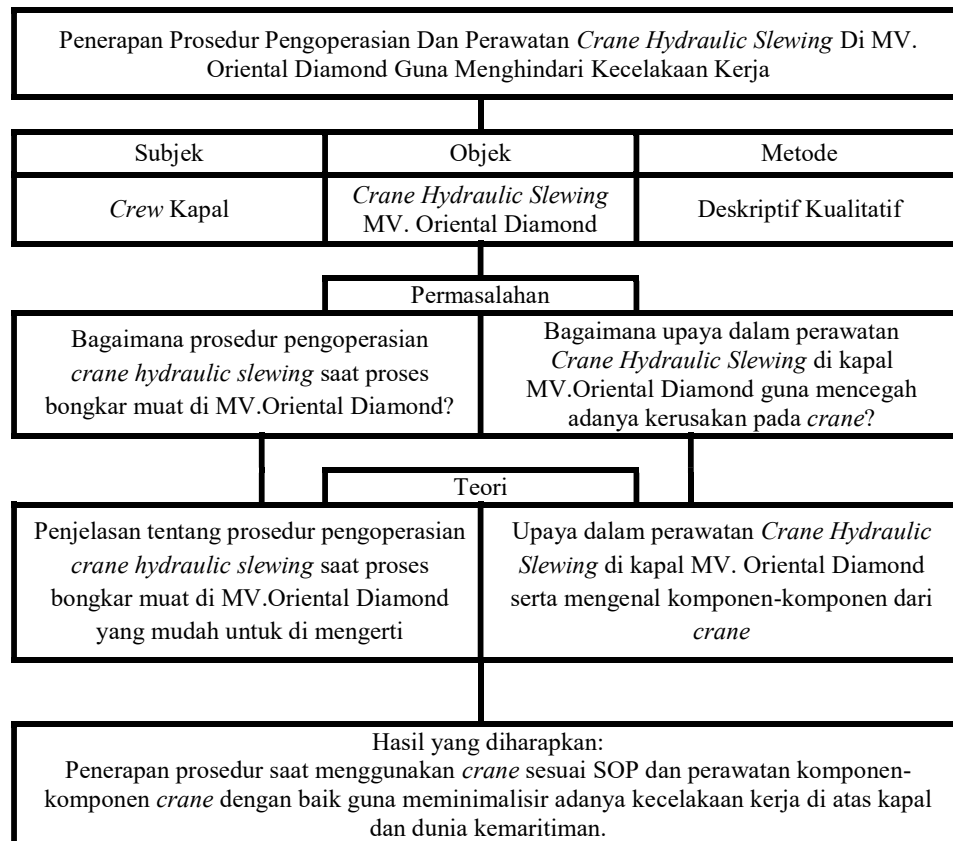 Penerapan Prosedur Pengoperasian Dan Perawatan Crane Hydraulic Slewing Di MV.
Oriental Diamond Guna Menghindari Kecelakaan Kerja
Subjek
Objek
Metode
Crew Kapal
Crane Hydraulic Slewing
MV. Oriental Diamond
Deskriptif Kualitatif
Permasalahan
Bagaimana prosedur pengoperasian
crane hydraulic slewing saat proses
bongkar muat di MV.Oriental Diamond?
Bagaimana upaya dalam perawatan
Crane Hydraulic Slewing di kapal
MV.Oriental Diamond guna mencegah
adanya kerusakan pada crane?
Teori
Penjelasan tentang prosedur pengoperasian
crane hydraulic slewing saat proses
bongkar muat di MV.Oriental Diamond
yang mudah untuk di mengerti
Upaya dalam perawatan Crane Hydraulic
Slewing di kapal MV. Oriental Diamond
serta mengenal komponen-komponen dari
crane
Hasil yang diharapkan:
Penerapan prosedur saat menggunakan crane sesuai SOP dan perawatan komponen-
komponen crane dengan baik guna meminimalisir adanya kecelakaan kerja di atas kapal
dan dunia kemaritiman.